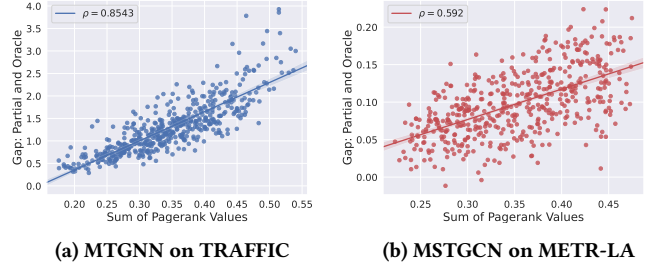 ρ = 0.8543
4.0
3.5
3.0
2.5
2.0
1.5
1.0
0.5
0.0
Gap: Partial and Oracle
0.20 0.25 0.30 0.35 0.40 0.45 0.50 0.55
Sum of Pagerank Values
(a) MTGNN on TRAFFIC
ρ = 0.592
0.20
0.15
0.10
0.05
0.00
Gap: Partial and Oracle
0.25 0.30 0.35 0.40 0.45
Sum of Pagerank Values
(b) MSTGCN on METR-LA